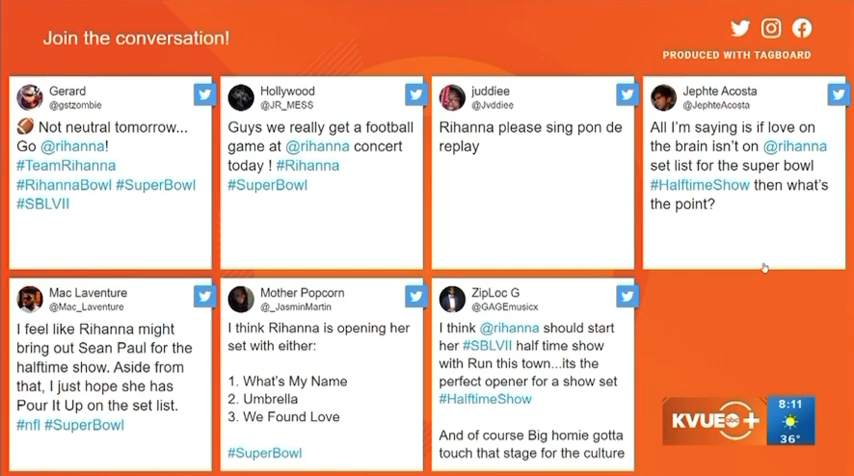 Join the conversation!
PRODUCED WITH TAGBOARD
Gerard
@gstzombie
Not neutral tomorrow...
Go @rihanna!
#TeamRihanna
#RihannaBowl #SuperBowl
#SBLVII
Hollywood
@JR_MESS
Guys we really get a football
game at @rihanna concert
today ! #Rihanna
#SuperBowl
juddiee
@Jvddiee
Rihanna please sing pon de
replay
Jephte Acosta
@JephteAcosta
All I'm saying is if love on
the brain isn't on @rihanna
set list for the super bowl
#HalftimeShow then what's
the point?
Mac Laventure
@Mac_Laventure
I feel like Rihanna might
bring out Sean Paul for the
halftime show. Aside from
that, I just hope she has
Pour It Up on the set list.
#nfl #SuperBowl
Mother Popcorn
@_JasminMartin
I think Rihanna is opening her
set with either:
1. What's My Name
2. Umbrella
3. We Found Love
#SuperBowl
ZipLoc G
@GAGEmusicx
I think @rihanna should start
her #SBLVII half time show
with Run this town...its the
perfect opener for a show set
#HalftimeShow
And of course Big homie gotta
touch that stage for the culture
KVUE abc +
8:11
36°